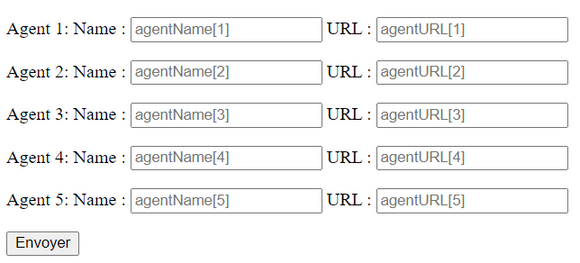 Agent 1: Name : agentName[1] URL : agentURL[1]
Agent 2: Name : agentName[2] URL : agentURL[2]
Agent 3: Name : agentName[3] URL : agentURL[3]
Agent 4: Name : agentName[4] URL : agentURL[4]
Agent 5: Name : agentName[5] URL : agentURL[5]
Envoyer